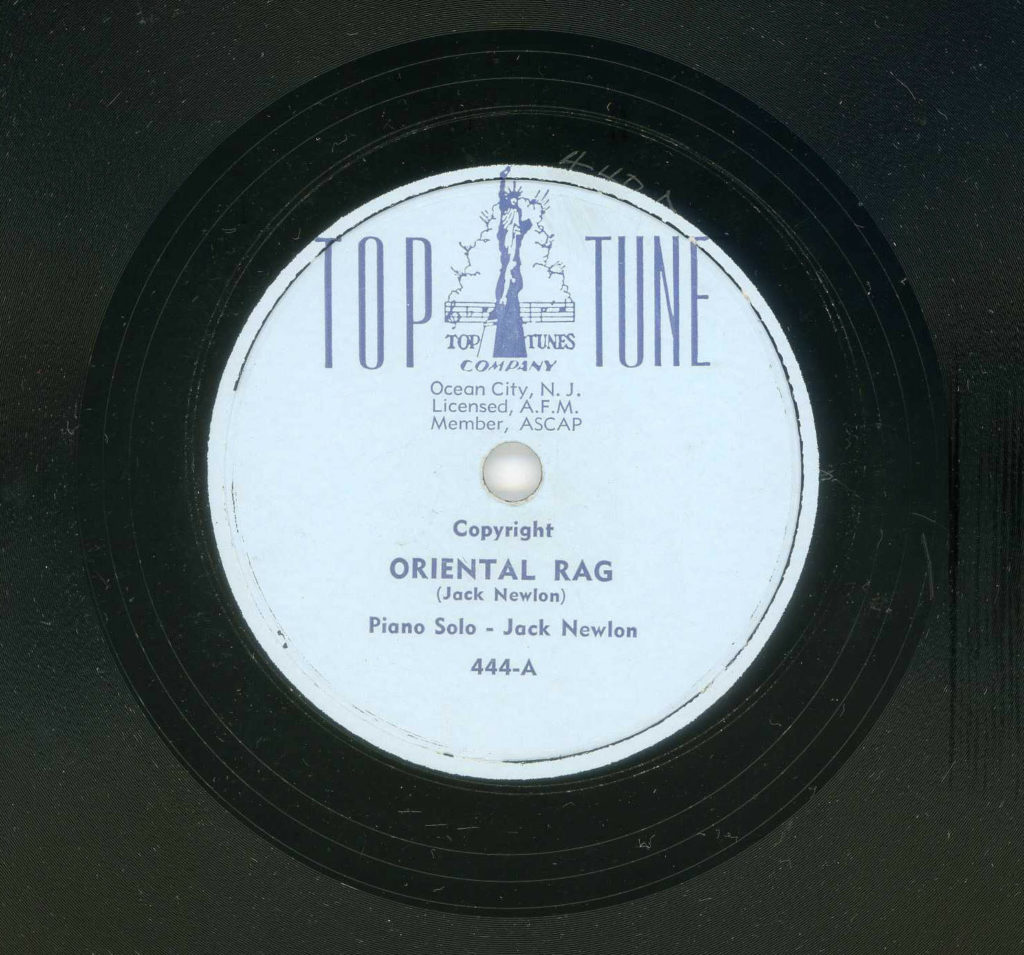 TOP TUNE
TOP TUNES
COMPANY
Ocean City, N. J.
Licensed, A.F.M.
Member, ASCAP
Copyright
ORIENTAL RAG
(Jack Newlon)
Piano Solo - Jack Newlon
444-A